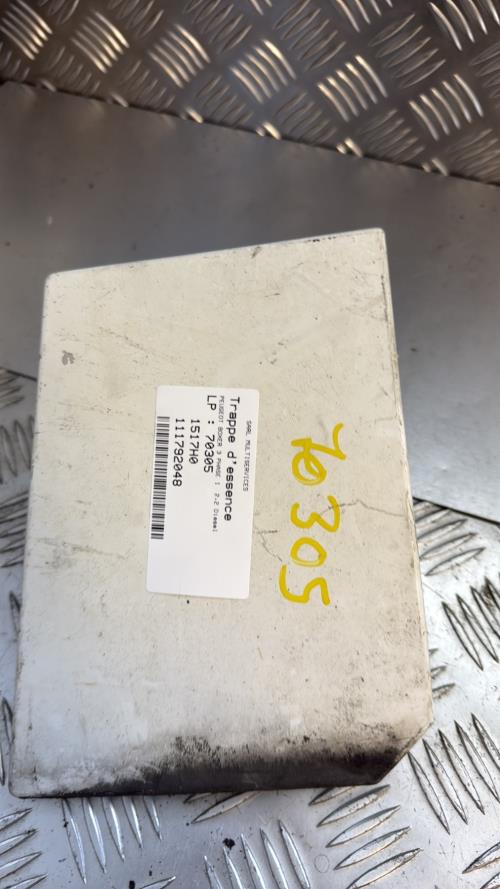 SARL MULTISERVICES
Trappe d'essence
PEUGEOT BOXER 3 PHASE 1 2.2 Diesel
LP : 70305
1517H0
111792048
70305